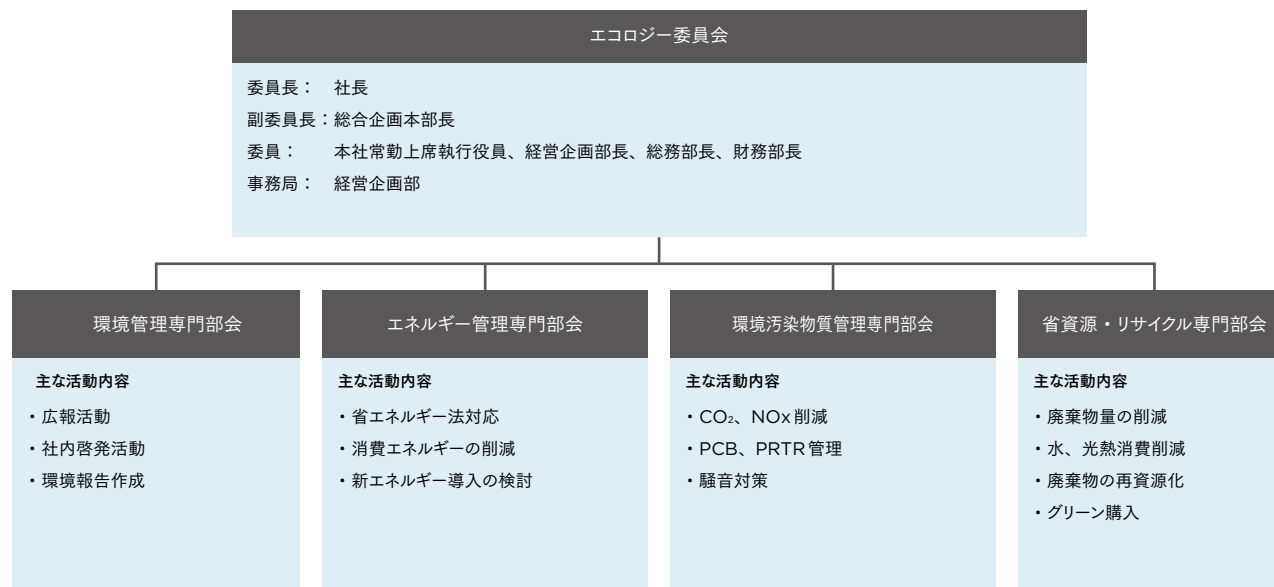 エコロジー委員会
委員長： 社長
副委員長：総合企画本部長
委員： 本社常勤上席執行役員、経営企画部長、総務部長、財務部長
事務局： 経営企画部
環境管理専門部会
主な活動内容
・広報活動
・社内啓発活動
・環境報告作成
エネルギー管理専門部会
主な活動内容
・省エネルギー法対応
・消費エネルギーの削減
・新エネルギー導入の検討
環境汚染物質管理専門部会
主な活動内容
・CO₂、NOx削減
・PCB、PRTR管理
・騒音対策
省資源・リサイクル専門部会
主な活動内容
・廃棄物量の削減
・水、光熱消費削減
・廃棄物の再資源化
・グリーン購入